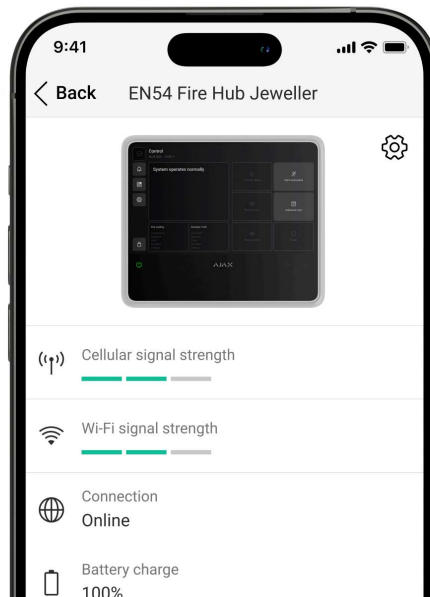 9:41
Back EN54 Fire Hub Jeweller
Control
System operates normally
AJAX
Cellular signal strength
Wi-Fi signal strength
Connection
Online
Battery charge
100%